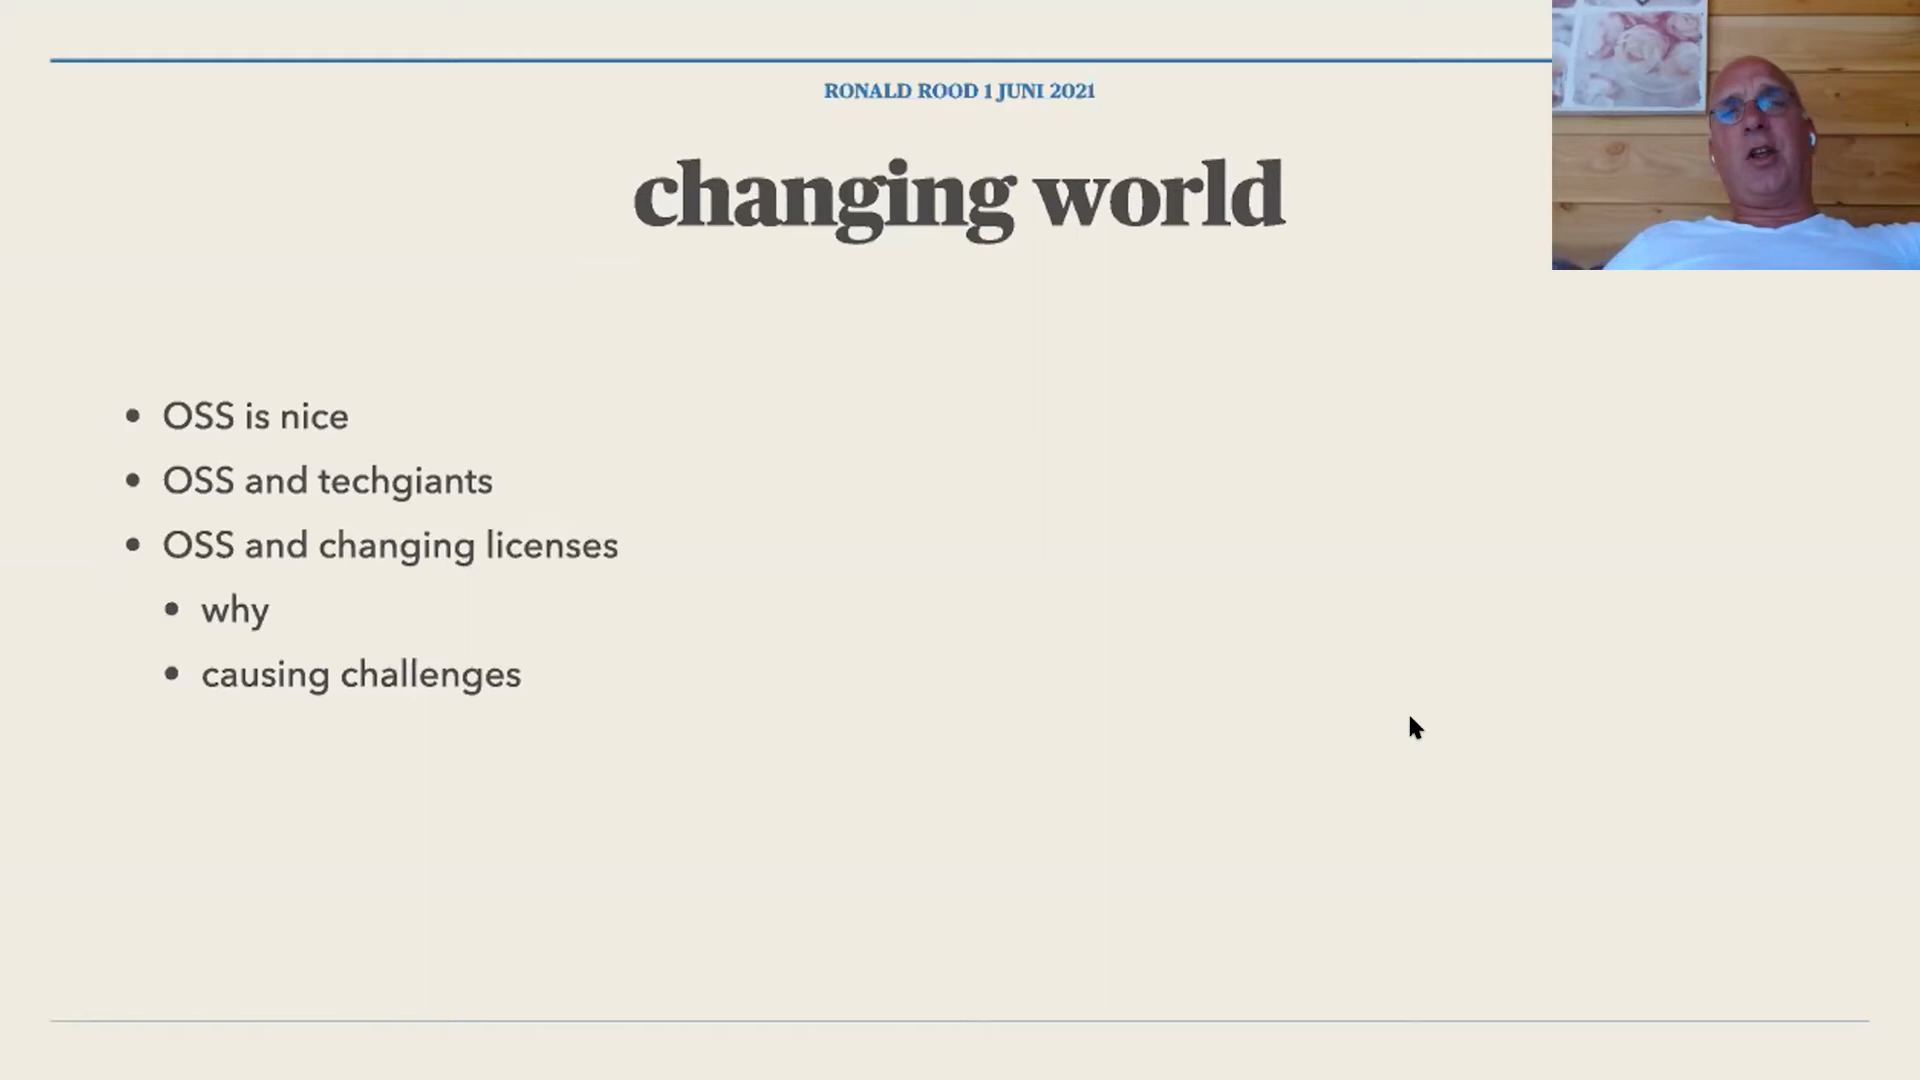 RONALD ROOD 1 JUNI 2021
changing world
• OSS is nice
• OSS and techgiants
• OSS and changing licenses
• why
• causing challenges